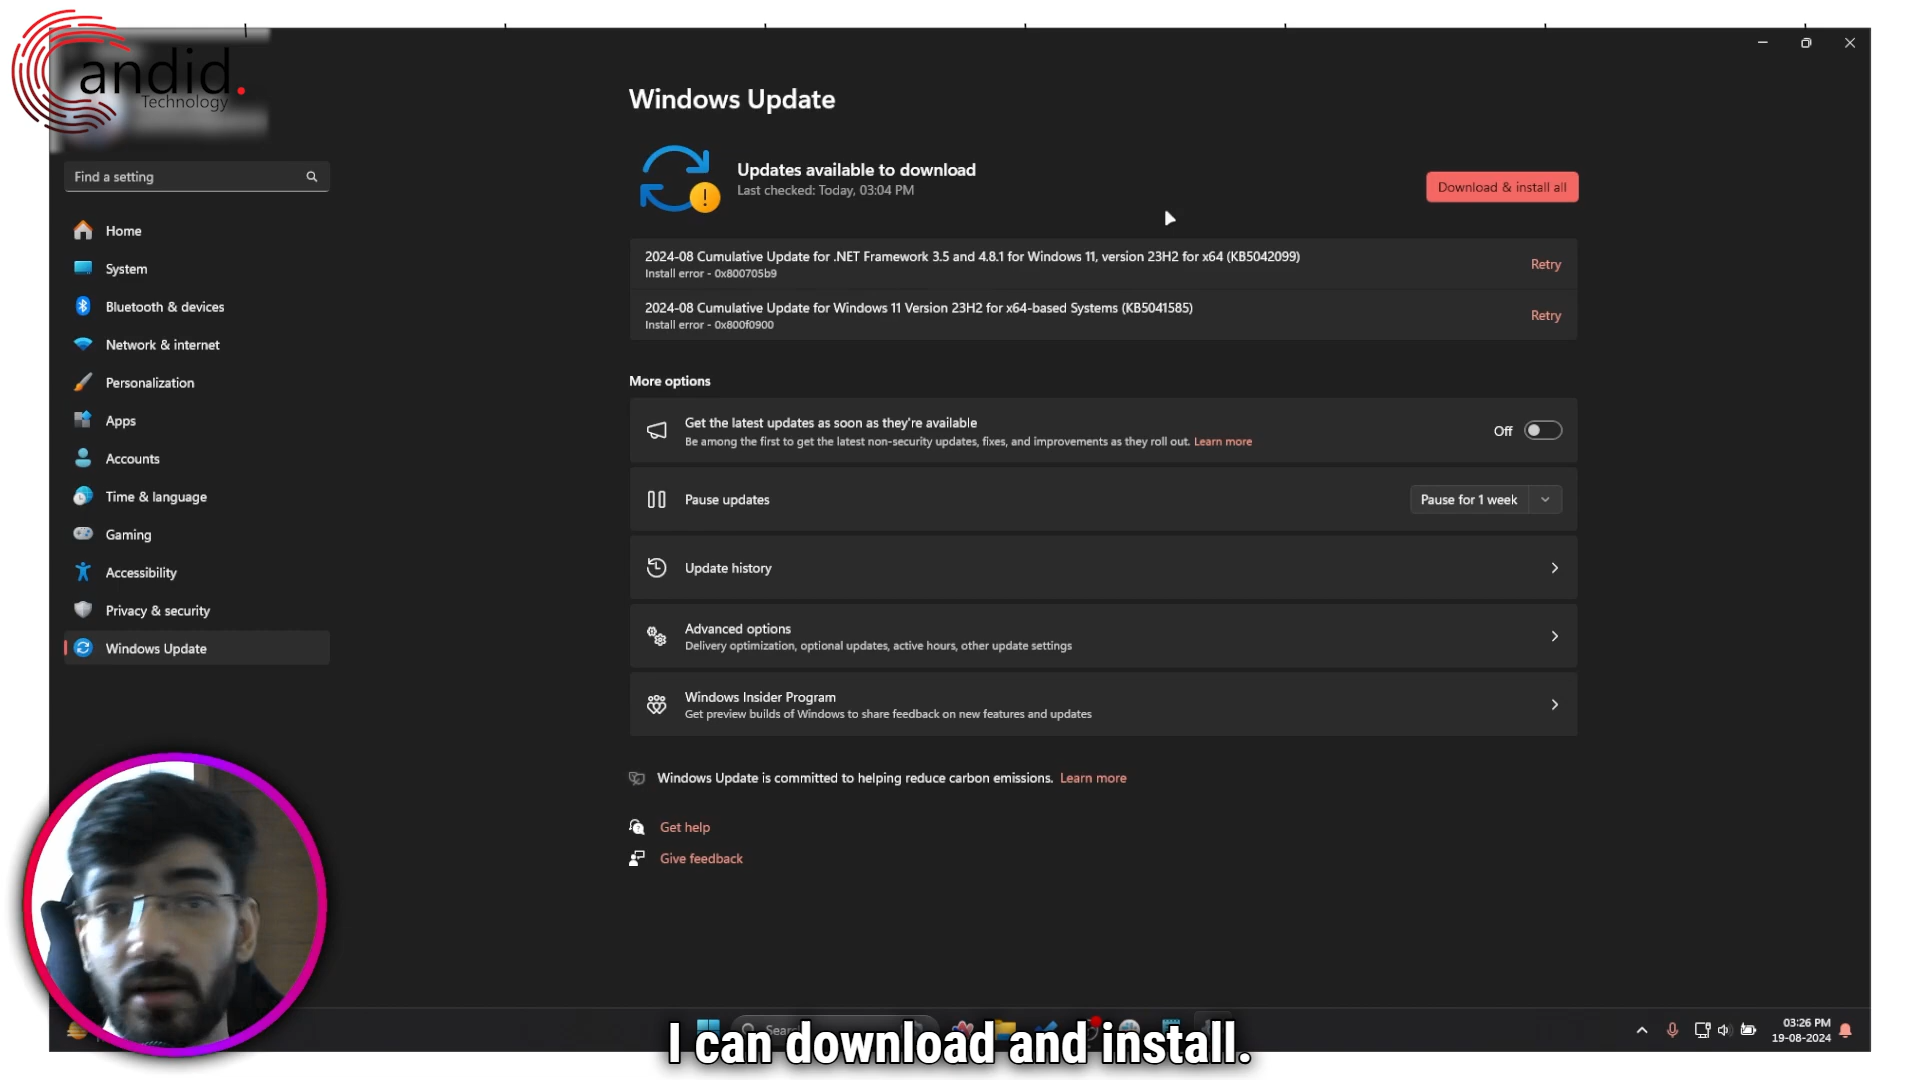 andid.
Technology
Windows Update
Updates available to download
Last checked: Today, 03:04 PM
Download & install all
Find a setting
Home
System
Bluetooth & devices
Network & internet
Personalization
Apps
Accounts
Time & language
Gaming
Accessibility
Privacy & security
Windows Update
2024-08 Cumulative Update for .NET Framework 3.5 and 4.8.1 for Windows 11, version 23H2 for x64 (KB5042099)
Install error - 0x800705b9
Retry
2024-08 Cumulative Update for Windows 11 Version 23H2 for x64-based Systems (KB5041585)
Install error - 0x800f0900
Retry
More options
Get the latest updates as soon as they're available
Be among the first to get the latest non-security updates, fixes, and improvements as they roll out. Learn more
Off
Pause updates
Pause for 1 week
Update history
Advanced options
Delivery optimization, optional updates, active hours, other update settings
Windows Insider Program
Get preview builds of Windows to share feedback on new features and updates
Windows Update is committed to helping reduce carbon emissions. Learn more
Get help
Give feedback
03:26 PM
19-08-2024
I can download and install.